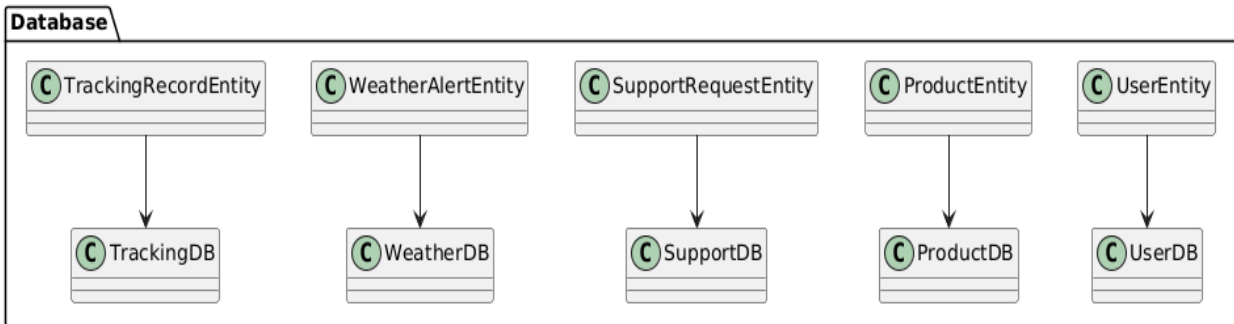 Database
C TrackingRecordEntity
C WeatherAlertEntity
C SupportRequestEntity
C ProductEntity
C UserEntity
C TrackingDB
C WeatherDB
C SupportDB
C ProductDB
C UserDB